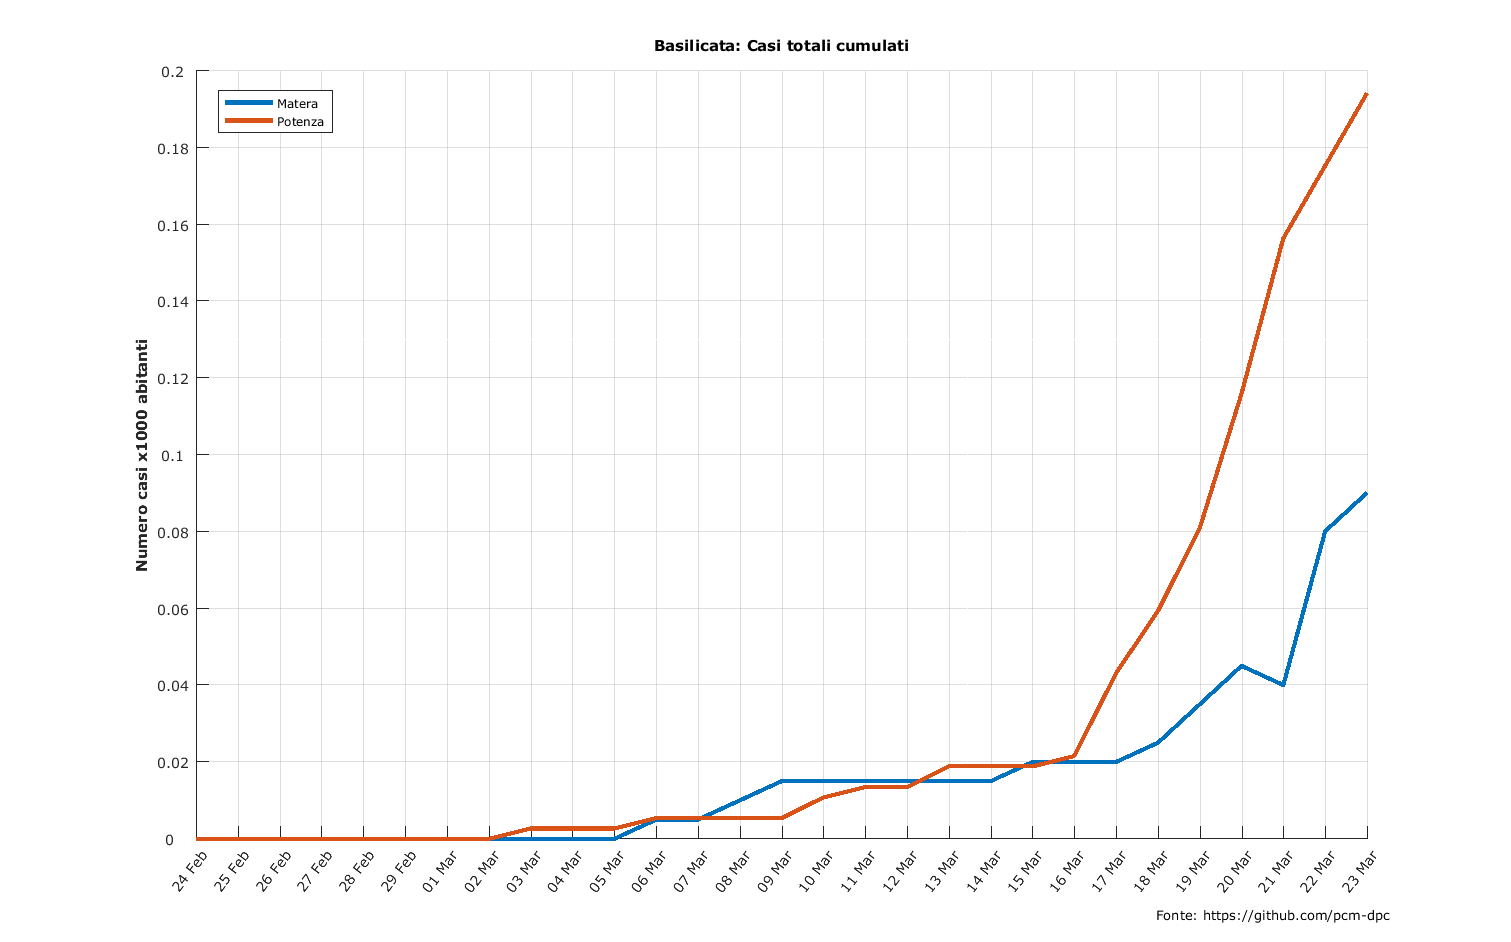 Basilicata: Casi totali cumulati
Matera
Potenza
Numero casi x1000 abitanti
0.2
0.18
0.16
0.14
0.12
0.1
0.08
0.06
0.04
0.02
0
24 Feb
25 Feb
26 Feb
27 Feb
28 Feb
29 Feb
01 Mar
02 Mar
03 Mar
04 Mar
05 Mar
06 Mar
07 Mar
08 Mar
09 Mar
10 Mar
11 Mar
12 Mar
13 Mar
14 Mar
15 Mar
16 Mar
17 Mar
18 Mar
19 Mar
20 Mar
21 Mar
22 Mar
23 Mar
Fonte: https://github.com/pcm-dpc